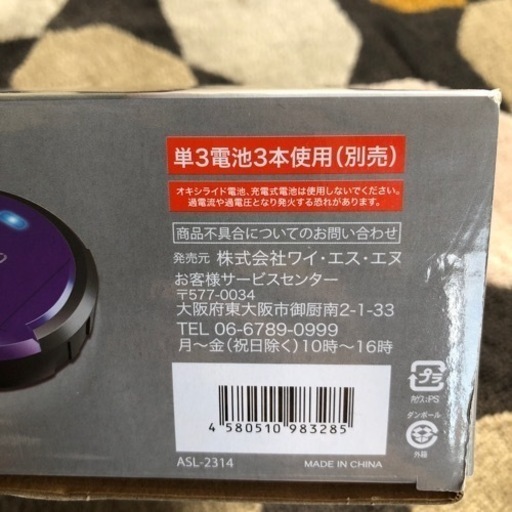 単3電池3本使用(別売)
オキシライド電池、充電式電池は使用しないでください。
過電流や過電圧となり発火する恐れがあります。
商品不具合についてのお問い合わせ
発売元 株式会社ワイ・エス・エヌ
お客様サービスセンター
〒577-0034
大阪府東大阪市御厨南2-1-33
TEL 06-6789-0999
月〜金(祝日除く)10時〜16時
4 580510 983285
ASL-2314
MADE IN CHINA
プラ
カウス:PS
ダンボール
外箱